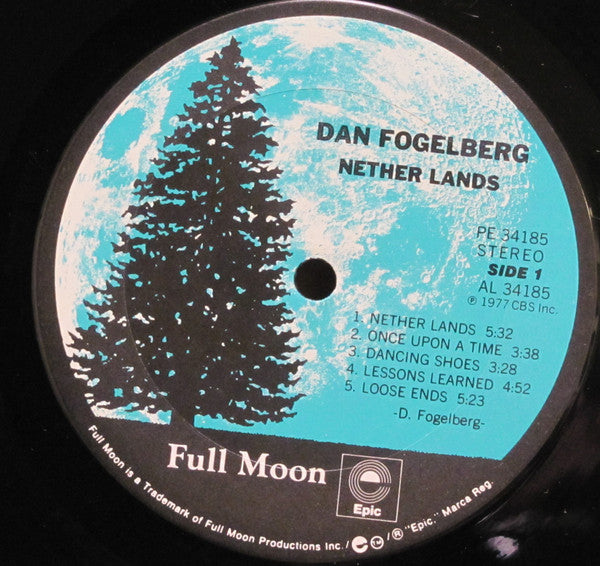 DAN FOGELBERG
NETHER LANDS
PE 34185
STEREO
SIDE 1
AL 34185
℗ 1977 CBS Inc.
1. NETHER LANDS 5:32
2. ONCE UPON A TIME 3:38
3. DANCING SHOES 3:28
4. LESSONS LEARNED 4:52
5. LOOSE ENDS 5:23
-D. Fogelberg-
Full Moon
Epic
Full Moon is a Trademark of Full Moon Productions Inc./ e ™/® "Epic," Marca Reg.